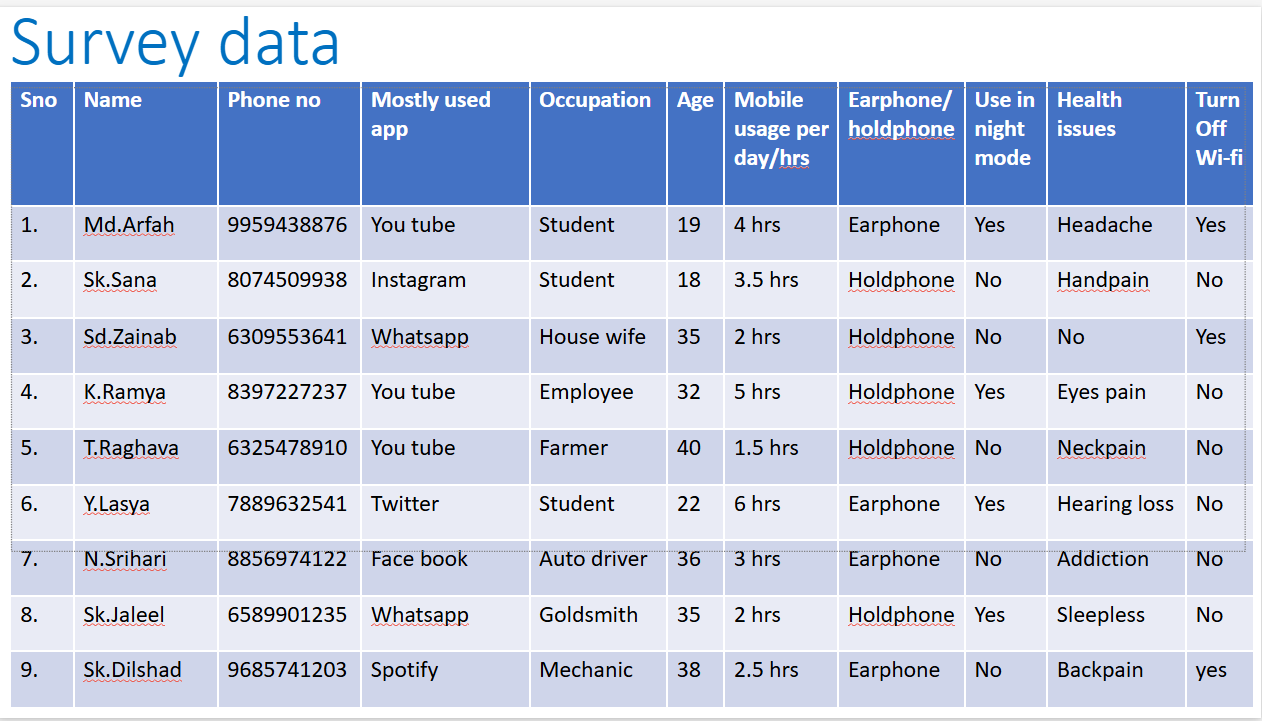 Survey data
Sno Name Phone no Mostly used app Occupation Age Mobile usage per day/hrs Earphone/ holdphone Use in night mode Health issues Turn Off Wi-fi
1. Md.Arfah 9959438876 You tube Student 19 4 hrs Earphone Yes Headache Yes
2. Sk.Sana 8074509938 Instagram Student 18 3.5 hrs Holdphone No Handpain No
3. Sd.Zainab 6309553641 Whatsapp House wife 35 2 hrs Holdphone No No Yes
4. K.Ramya 8397227237 You tube Employee 32 5 hrs Holdphone Yes Eyes pain No
5. T.Raghava 6325478910 You tube Farmer 40 1.5 hrs Holdphone No Neckpain No
6. Y.Lasya 7889632541 Twitter Student 22 6 hrs Earphone Yes Hearing loss No
7. N.Srihari 8856974122 Face book Auto driver 36 3 hrs Earphone No Addiction No
8. Sk.Jaleel 6589901235 Whatsapp Goldsmith 35 2 hrs Holdphone Yes Sleepless No
9. Sk.Dilshad 9685741203 Spotify Mechanic 38 2.5 hrs Earphone No Backpain yes